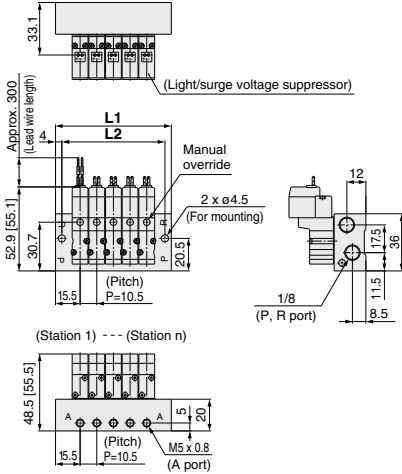 33.1
(Light/surge voltage suppressor)
Approx. 300
(Lead wire length)
L1
4
L2
Manual
override
2 x ø4.5
(For mounting)
R
R
P
P
52.9 [55.1]
30.7
20.5
(Pitch)
15.5
P=10.5
12
17.5
36
11.5
1/8
(P, R port)
8.5
(Station 1) --- (Station n)
48.5 [55.5]
A
A
5
20
(Pitch)
15.5
P=10.5
M5 x 0.8
(A port)